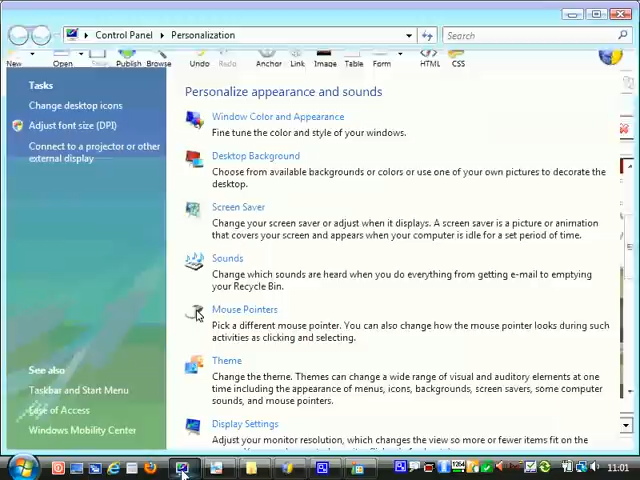 Control Panel
Personalization
Search
New
Open
Publish
Browse
Undo
Redo
Anchor
Link
Image
Table
Form
HTML
CSS
Tasks
Change desktop icons
Adjust font size (DPI)
Connect to a projector or other
external display
See also
Taskbar and Start Menu
Ease of Access
Windows Mobility Center
Personalize appearance and sounds
Window Color and Appearance
Fine tune the color and style of your windows.
Desktop Background
Choose from available backgrounds or colors or use one of your own pictures to decorate the
desktop.
Screen Saver
Change your screen saver or adjust when it displays. A screen saver is a picture or animation
that covers your screen and appears when your computer is idle for a set period of time.
Sounds
Change which sounds are heard when you do everything from getting e-mail to emptying
your Recycle Bin.
Mouse Pointers
Pick a different mouse pointer. You can also change how the mouse pointer looks during such
activities as clicking and selecting.
Theme
Change the theme. Themes can change a wide range of visual and auditory elements at one
time including the appearance of menus, icons, backgrounds, screen savers, some computer
sounds, and mouse pointers.
Display Settings
Adjust your monitor resolution, which changes the view so more or fewer items fit on the
1264
11:01